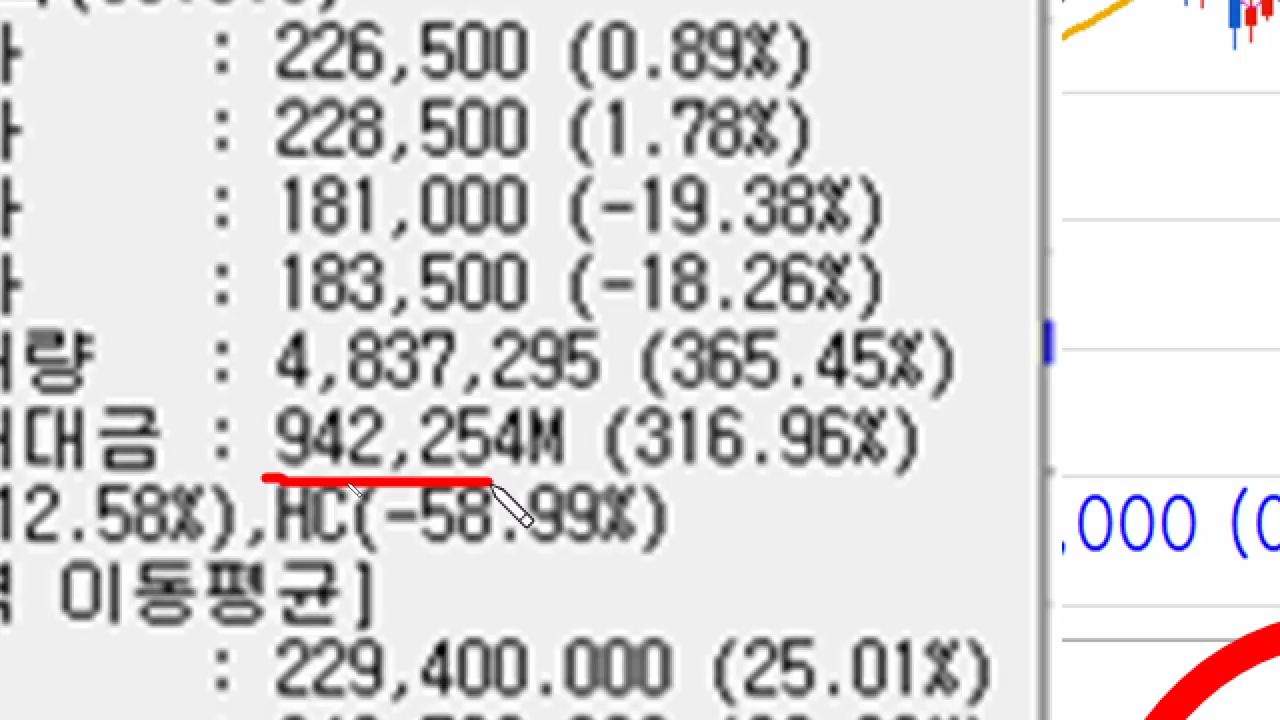 : 226,500 (0.89%)
: 228,500 (1.78%)
: 181,000 (-19.38%)
: 183,500 (-18.26%)
량 : 4,837,295 (365.45%)
대금 : 942,254M (316.96%)
12.58%),HC(-58.99%)
,000 (0
이동평균]
: 229,400.000 (25.01%)